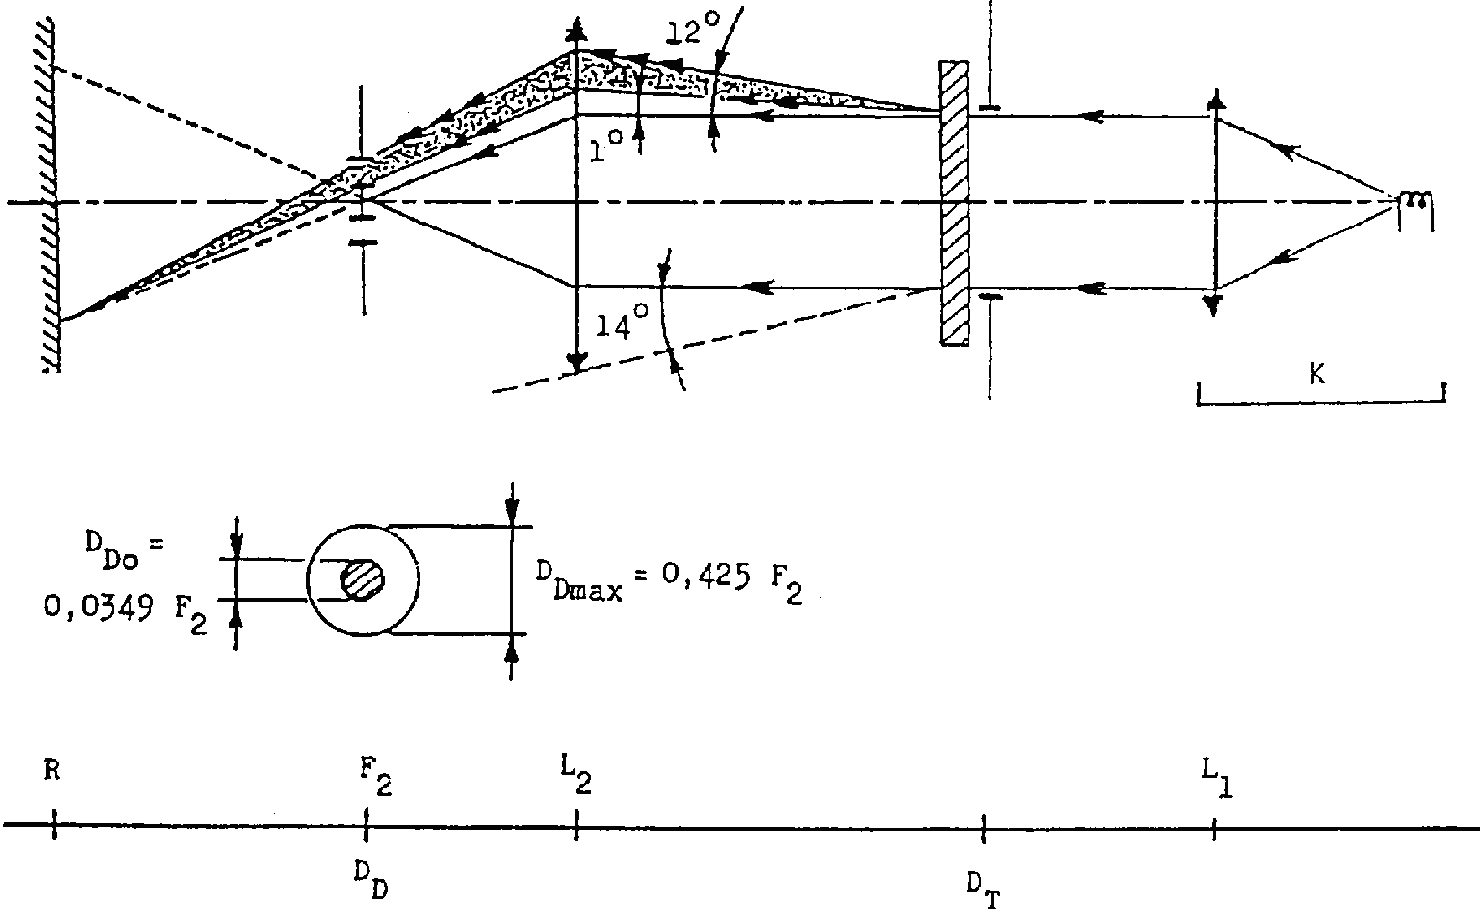 12°
1°
14°
K
D_Do =
0,0349 F_2
D_Dmax = 0,425 F_2
R F_2 L_2 L_1
D_D D_T